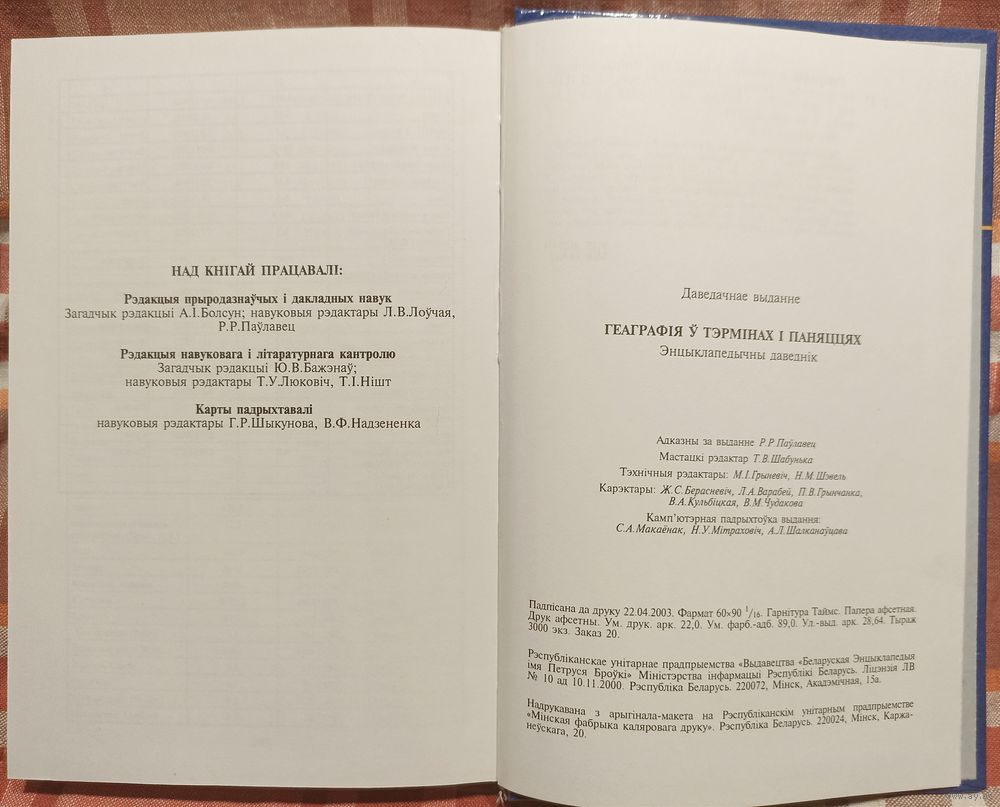 НАД КНІГАЙ ПРАЦАВАЛІ:
Рэдакцыя прыродазнаўчых і дакладных навук
Загадчык рэдакцыі А.І.Болсун; навуковыя рэдактары Л.В.Лоўчая,
Р.Р.Паўлавец
Рэдакцыя навуковага і літаратурнага кантролю
Загадчык рэдакцыі Ю.В.Бажэнаў;
навуковыя рэдактары Т.У.Люковіч, Т.І.Нішт
Карты падрыхтавалі
навуковыя рэдактары Г.Р.Шыкунова, В.Ф.Надзененка
Даведачнае выданне
ГЕАГРАФІЯ Ў ТЭРМІНАХ І ПАНЯЦЦЯХ
Энцыклапедычны даведнік
Адказны за выданне Р.Р.Паўлавец
Мастацкі рэдактар Т.В.Шабунька
Тэхнічныя рэдактары: М.І.Грыневіч, Н.М.Шэвель
Карэктары: Ж.С.Берасневіч, Л.А.Варабей, П.В.Грынчанка,
В.А.Кульбіцкая, В.М.Чудакова
Камп'ютэрная падрыхтоўка выдання:
С.А.Макаёнак, Н.У.Мітраховіч, А.Л.Шалканаўцава
Падпісана да друку 22.04.2003. Фармат 60×90 1/16. Гарнітура Таймс. Папера афсетная.
Друк афсетны. Ум. друк. арк. 22,0. Ум. фарб.-адб. 89,0. Ул.-выд. арк. 28,64. Тыраж
3000 экз. Заказ 20.
Рэспубліканскае унітарнае прадпрыемства «Выдавецтва «Беларуская Энцыклапедыя
імя Петруся Броўкі» Міністэрства інфармацыі Рэспублікі Беларусь. Ліцэнзія ЛВ
№ 10 ад 10.11.2000. Рэспубліка Беларусь. 220072, Мінск, Акадэмічная, 15а.
Надрукавана з арыгінала-макета на Рэспубліканскім унітарным прадпрыемстве
«Мінская фабрыка каляровага друку». Рэспубліка Беларусь. 220024, Мінск, Каржа-
неўскага, 20.